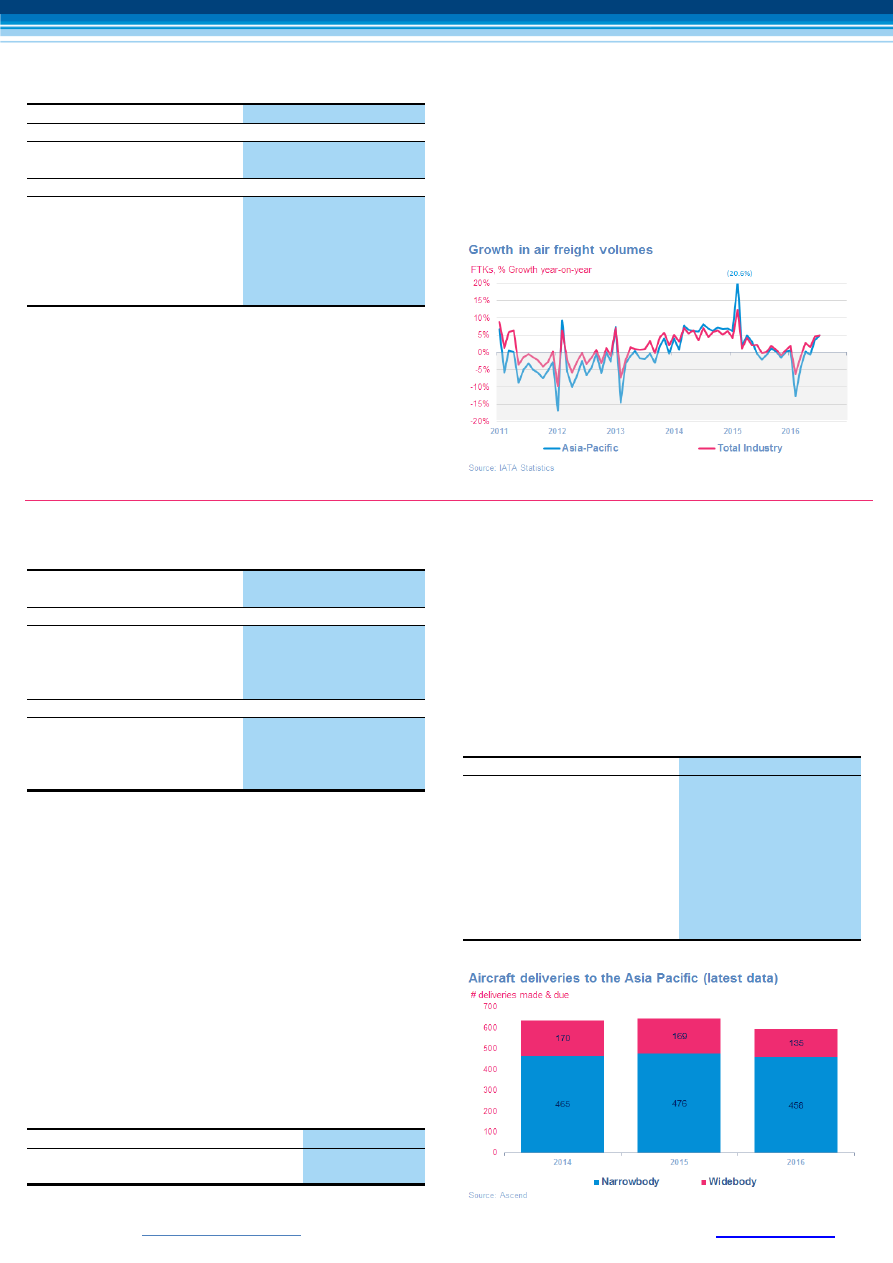 Growth in air freight volumes
FTKs, % Growth year-on-year
(20.6%)
20%
15%
10%
5%
0%
-5%
-10%
-15%
-20%
2011 2012 2013 2014 2015 2016
Asia-Pacific Total Industry
Source: IATA Statistics
Aircraft deliveries to the Asia Pacific (latest data)
# deliveries made & due
700
600
500
400
300
200
100
0
170 169 135
465 476 458
2014 2015 2016
Narrowbody Widebody
Source: Ascend